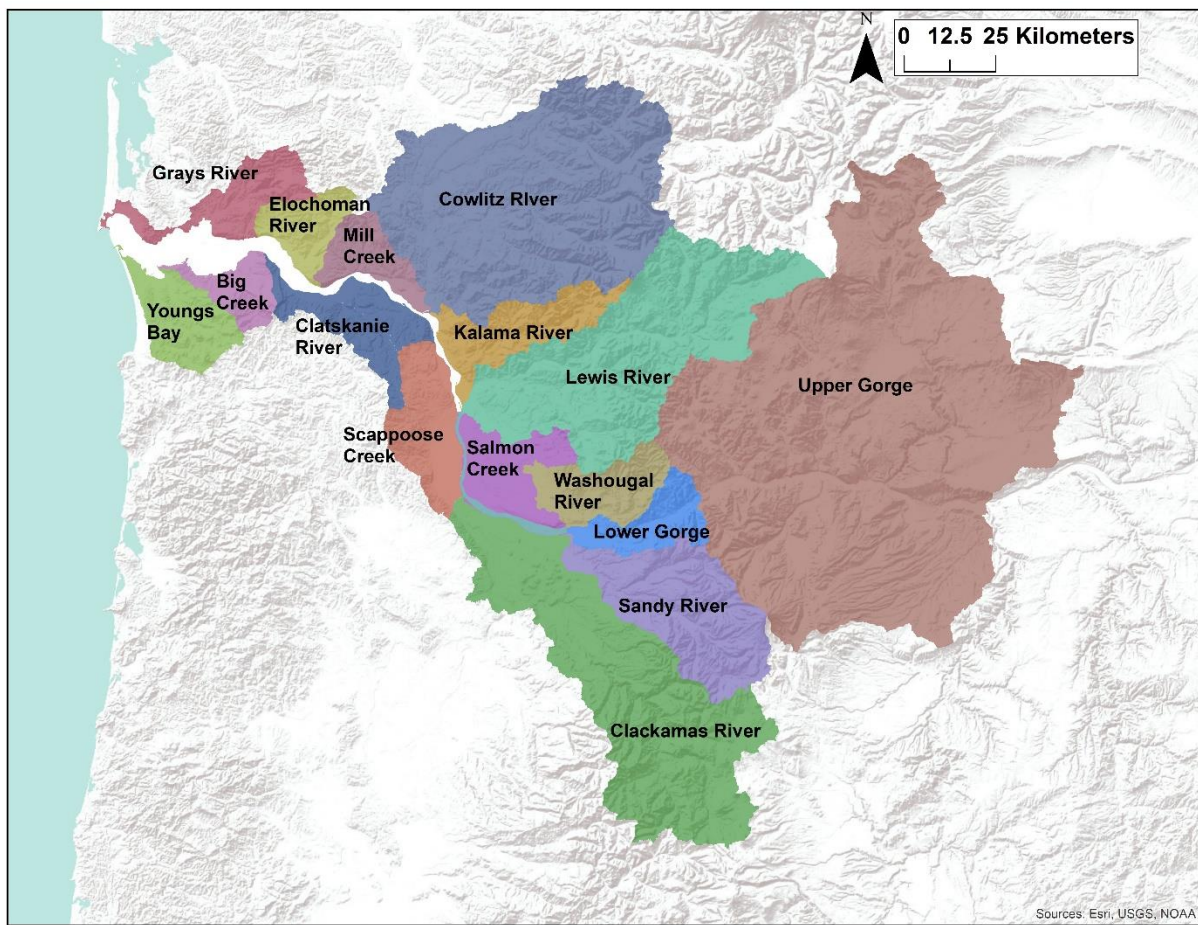 N
0 12.5 25 Kilometers
Grays River
Elochoman
River
Mill
Creek
Cowlitz RIver
Big
Creek
Youngs
Bay
Clatskanie
River
Kalama River
Lewis River
Upper Gorge
Scappoose
Creek
Salmon
Creek
Washougal
River
Lower Gorge
Sandy River
Clackamas River
Sources: Esri, USGS, NOAA